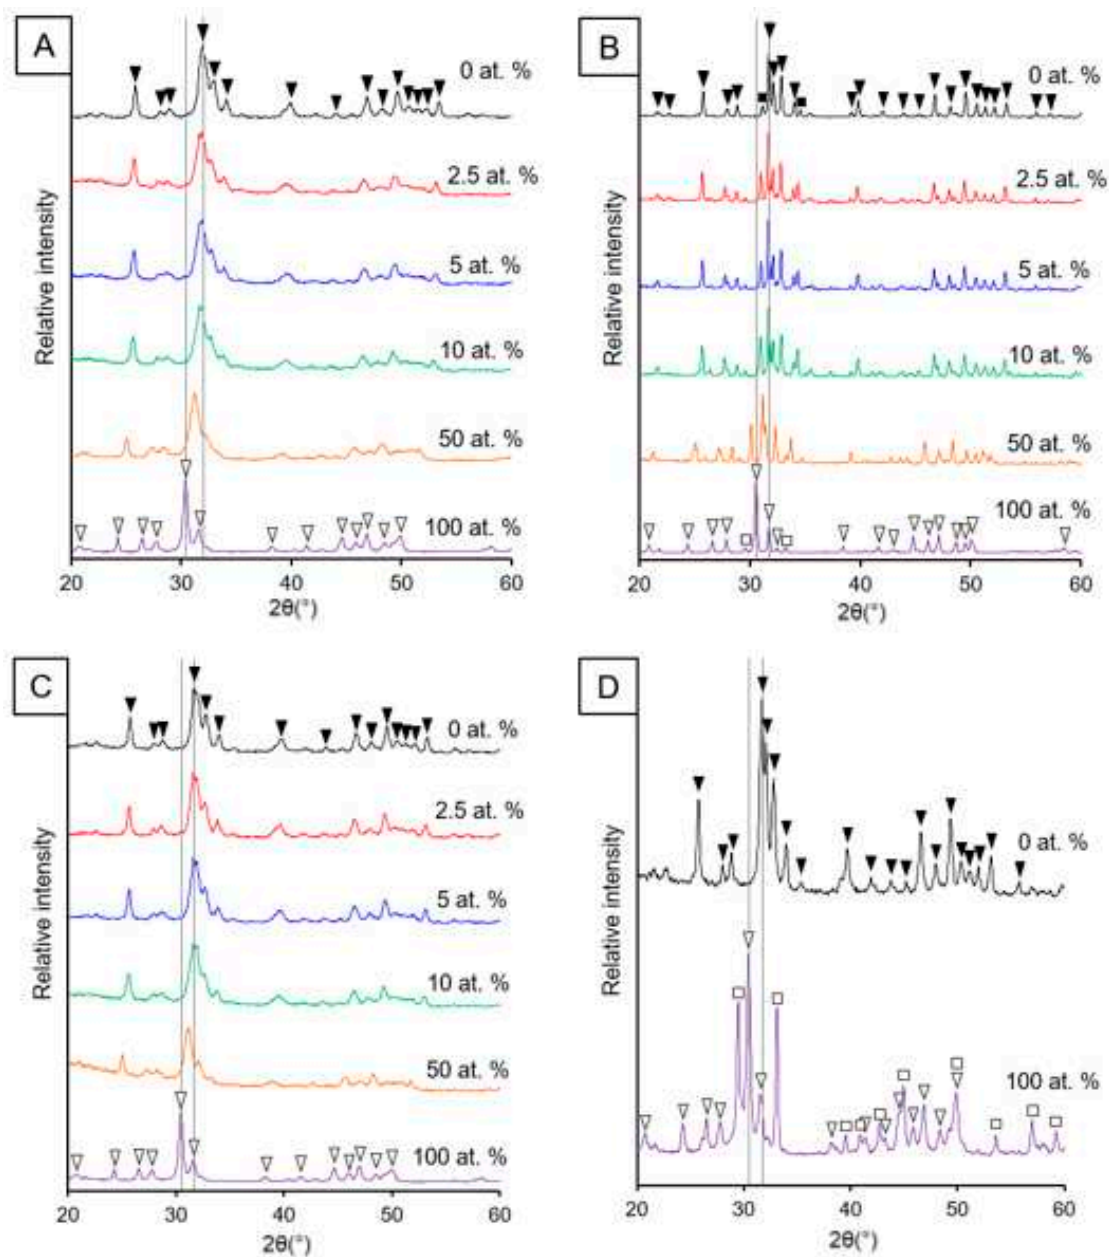 A
0 at. %
2.5 at. %
5 at. %
10 at. %
50 at. %
100 at. %
Relative intensity
20 30 40 50 60
2θ(°)
B
0 at. %
2.5 at. %
5 at. %
10 at. %
50 at. %
100 at. %
Relative intensity
20 30 40 50 60
2θ(°)
C
0 at. %
2.5 at. %
5 at. %
10 at. %
50 at. %
100 at. %
Relative intensity
20 30 40 50 60
2θ(°)
D
0 at. %
100 at. %
Relative intensity
20 30 40 50 60
2θ(°)